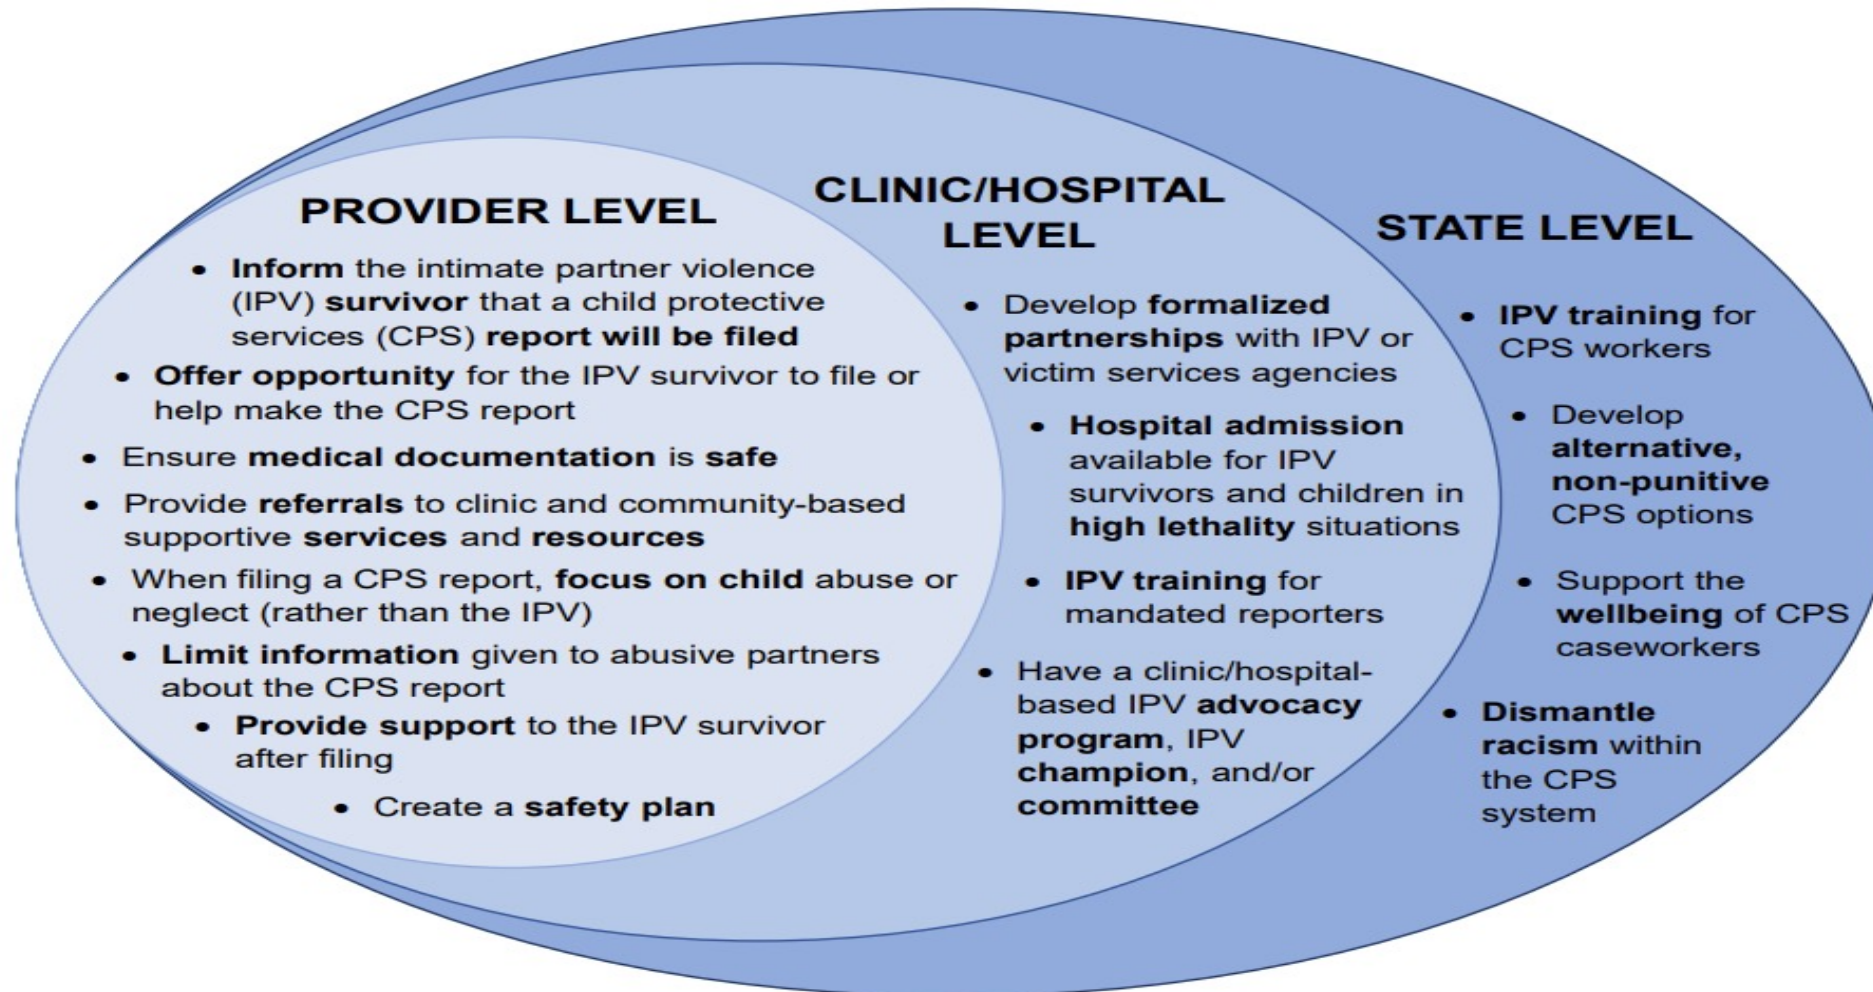 PROVIDER LEVEL
• Inform the intimate partner violence
(IPV) survivor that a child protective
services (CPS) report will be filed
• Offer opportunity for the IPV survivor to file or
help make the CPS report
• Ensure medical documentation is safe
• Provide referrals to clinic and community-based
supportive services and resources
• When filing a CPS report, focus on child abuse or
neglect (rather than the IPV)
• Limit information given to abusive partners
about the CPS report
• Provide support to the IPV survivor
after filing
• Create a safety plan
CLINIC/HOSPITAL
LEVEL
• Develop formalized
partnerships with IPV or
victim services agencies
• Hospital admission
available for IPV
survivors and children in
high lethality situations
• IPV training for
mandated reporters
• Have a clinic/hospital-
based IPV advocacy
program, IPV
champion, and/or
committee
STATE LEVEL
• IPV training for
CPS workers
• Develop
alternative,
non-punitive
CPS options
• Support the
wellbeing of CPS
caseworkers
• Dismantle
racism within
the CPS
system